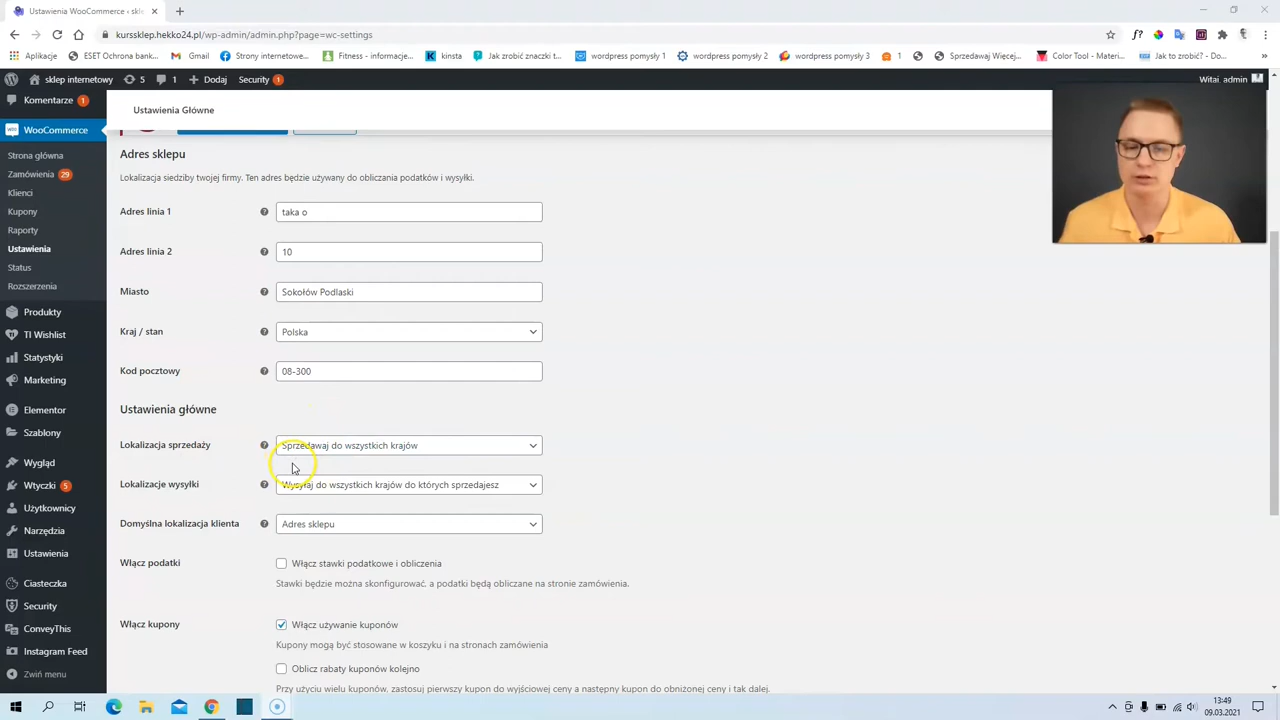 Ustawienia WooCommerce ‹ skle
kurssklep.hekko24.pl/wp-admin/admin.php?page=wc-settings
Aplikacje
ESET Ochrona bank...
Gmail
Strony internetowe...
Fitness - informacje...
kinsta
Jak zrobić znaczki t...
wordpress pomysły 1
wordpress pomysły 2
wordpress pomysły 3
1
Sprzedawaj Więcej...
Color Tool - Materi...
Jak to zrobić? - Do...
sklep internetowy
5
1
Dodaj
Security 1
Witaj, admin
Komentarze 1
WooCommerce
Strona główna
Zamówienia 29
Klienci
Kupony
Raporty
Ustawienia
Status
Rozszerzenia
Produkty
TI Wishlist
Statystyki
Marketing
Elementor
Szablony
Wygląd
Wtyczki 5
Użytkownicy
Narzędzia
Ustawienia
Ciasteczka
Security
ConveyThis
Instagram Feed
Zwiń menu
Ustawienia Główne
Adres sklepu
Lokalizacja siedziby twojej firmy. Ten adres będzie używany do obliczania podatków i wysyłki.
Adres linia 1
taka o
Adres linia 2
10
Miasto
Sokołów Podlaski
Kraj / stan
Polska
Kod pocztowy
08-300
Ustawienia główne
Lokalizacja sprzedaży
Sprzedawaj do wszystkich krajów
Lokalizacje wysyłki
Wysyłaj do wszystkich krajów do których sprzedajesz
Domyślna lokalizacja klienta
Adres sklepu
Włącz podatki
Włącz stawki podatkowe i obliczenia
Stawki będzie można skonfigurować, a podatki będą obliczane na stronie zamówienia.
Włącz kupony
Włącz używanie kuponów
Kupony mogą być stosowane w koszyku i na stronach zamówienia
Oblicz rabaty kuponów kolejno
Przy użyciu wielu kuponów, zastosuj pierwszy kupon do wyjściowej ceny a następny kupon do obniżonej ceny i tak dalej.
13:49
09.03.2021